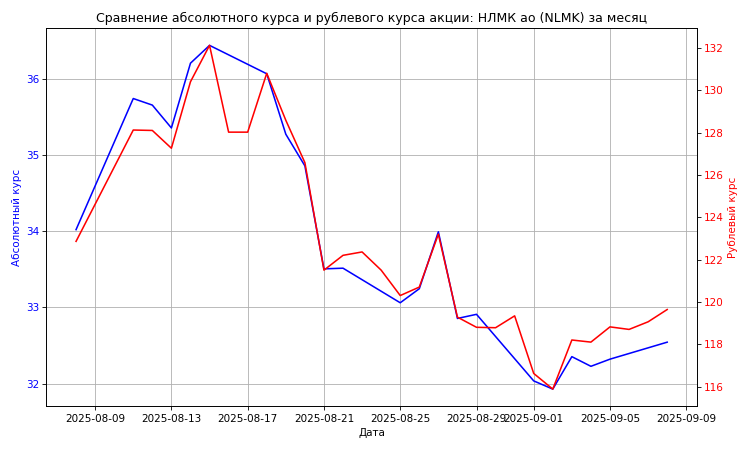 Сравнение абсолютного курса и рублевого курса акции: НЛМК ао (NLMK) за месяц
Абсолютный курс
36
35
34
33
32
132
130
128
126
124
122
120
118
116
Рублевый курс
2025-08-09 2025-08-13 2025-08-17 2025-08-21 2025-08-25 2025-08-29 2025-09-01 2025-09-05 2025-09-09
Дата